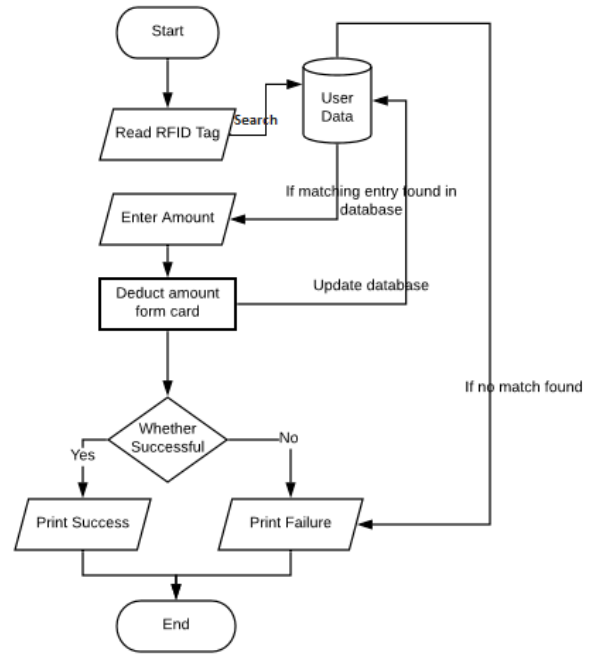 Start
User
Data
Search
Read RFID Tag
If matching entry found in
database
Enter Amount
Update database
Deduct amount
form card
If no match found
Whether
Successful
Yes
No
Print Success
Print Failure
End